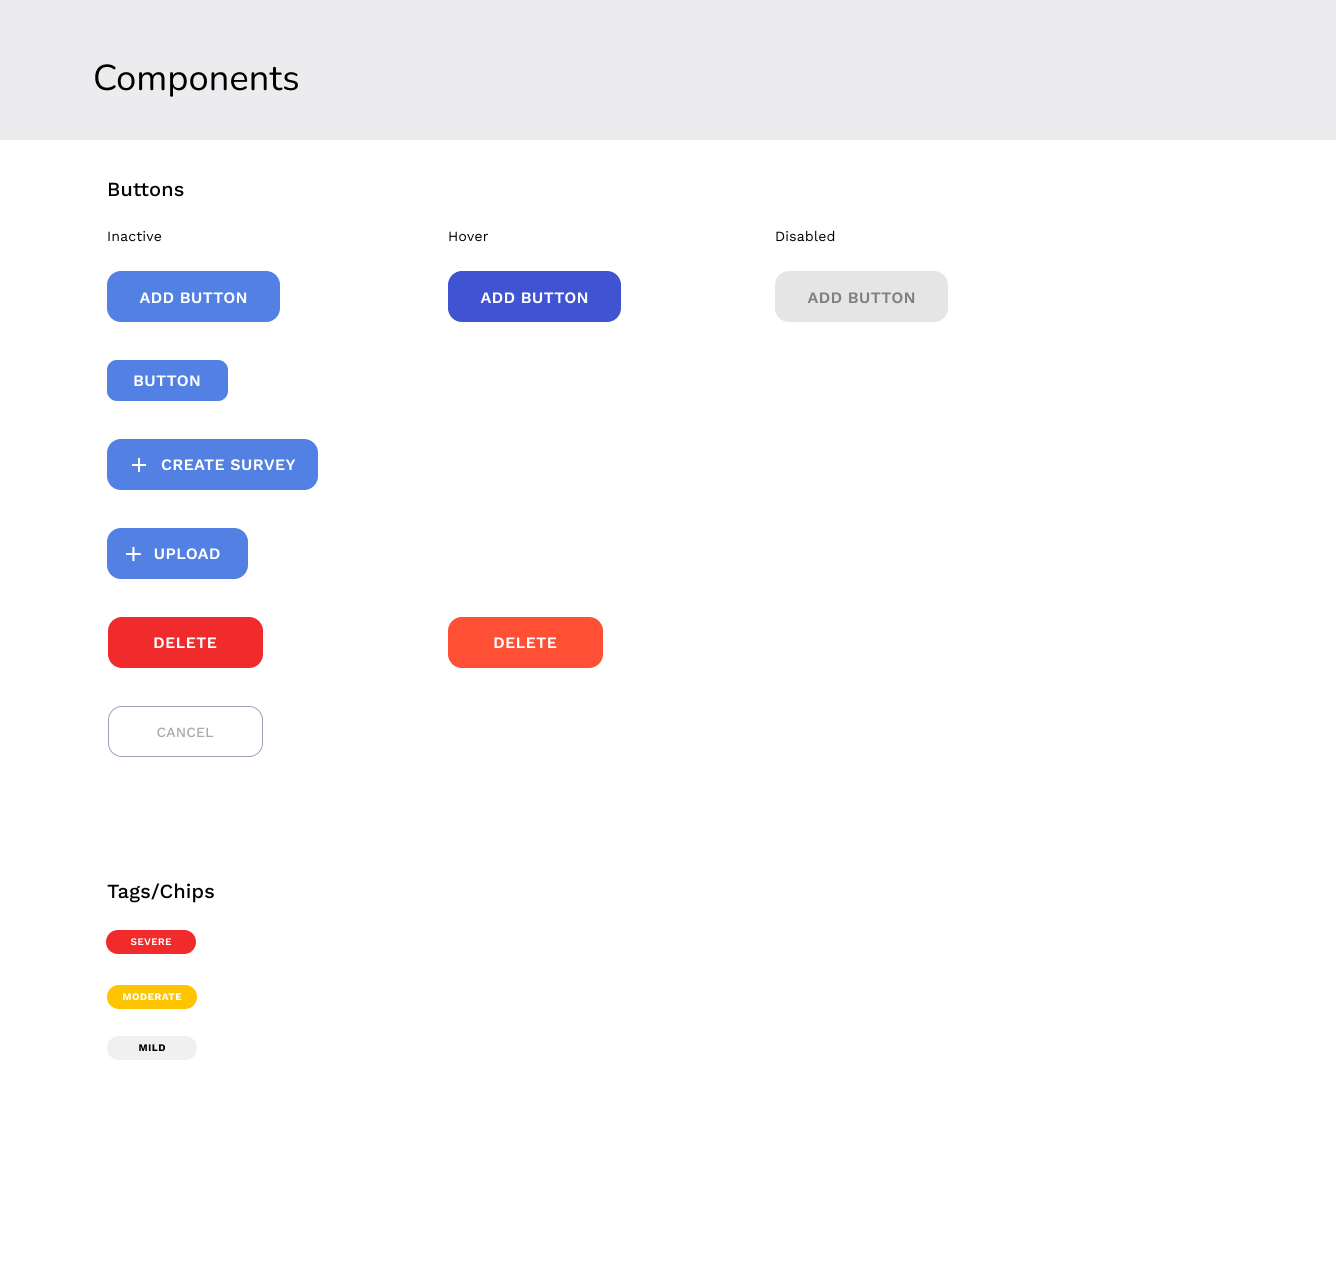 Components
Buttons
Inactive
Hover
Disabled
ADD BUTTON
ADD BUTTON
ADD BUTTON
BUTTON
+ CREATE SURVEY
+ UPLOAD
DELETE
DELETE
CANCEL
Tags/Chips
SEVERE
MODERATE
MILD